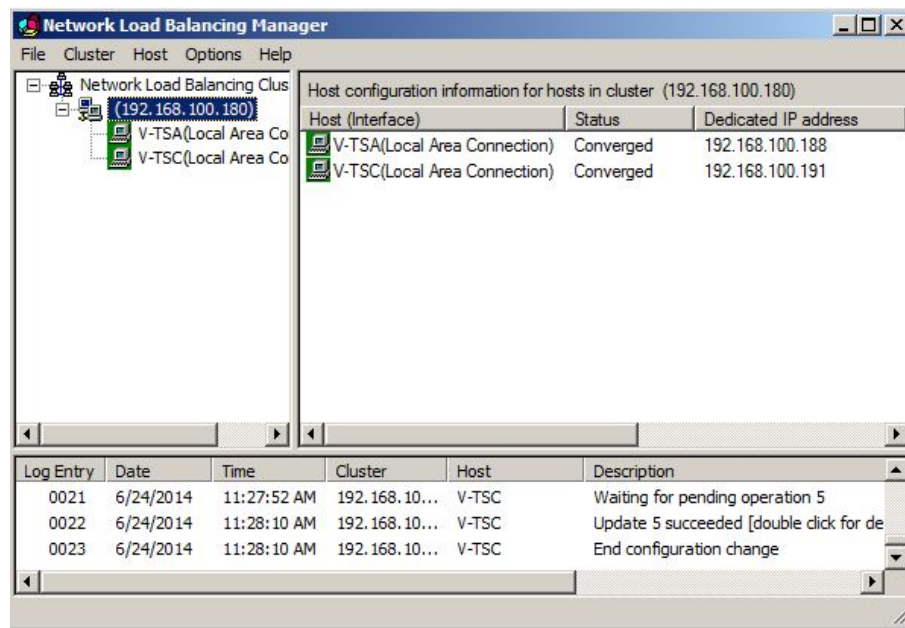 Network Load Balancing Manager
File Cluster Host Options Help
Network Load Balancing Clus
(192.168.100.180)
V-TSA(Local Area Co
V-TSC(Local Area Co
Host configuration information for hosts in cluster (192.168.100.180)
Host (Interface) Status Dedicated IP address
V-TSA(Local Area Connection) Converged 192.168.100.188
V-TSC(Local Area Connection) Converged 192.168.100.191
Log Entry Date Time Cluster Host Description
0021 6/24/2014 11:27:52 AM 192.168.10... V-TSC Waiting for pending operation 5
0022 6/24/2014 11:28:10 AM 192.168.10... V-TSC Update 5 succeeded [double click for de
0023 6/24/2014 11:28:10 AM 192.168.10... V-TSC End configuration change